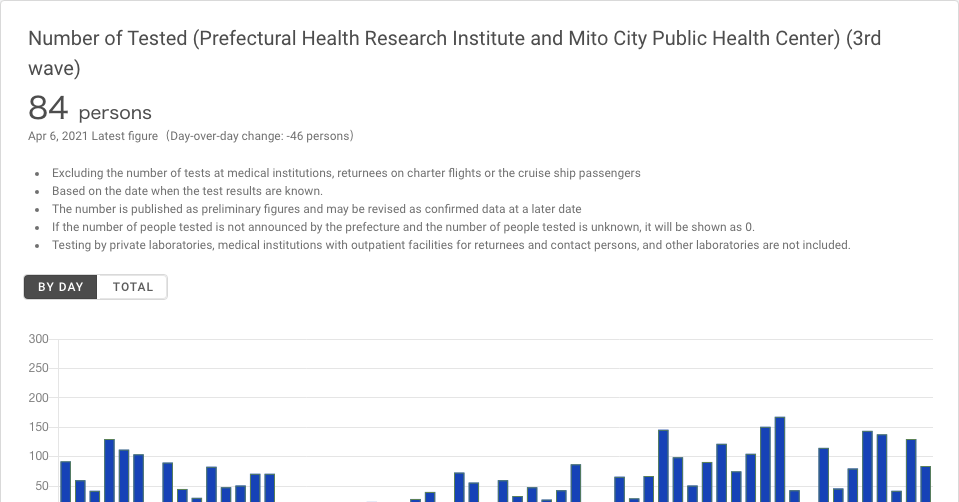 Number of Tested (Prefectural Health Research Institute and Mito City Public Health Center) (3rd
wave)
84 persons
Apr 6, 2021 Latest figure（Day-over-day change: -46 persons）
• Excluding the number of tests at medical institutions, returnees on charter flights or the cruise ship passengers
• Based on the date when the test results are known.
• The number is published as preliminary figures and may be revised as confirmed data at a later date
• If the number of people tested is not announced by the prefecture and the number of people tested is unknown, it will be shown as 0.
• Testing by private laboratories, medical institutions with outpatient facilities for returnees and contact persons, and other laboratories are not included.
BY DAY TOTAL
300
250
200
150
100
50